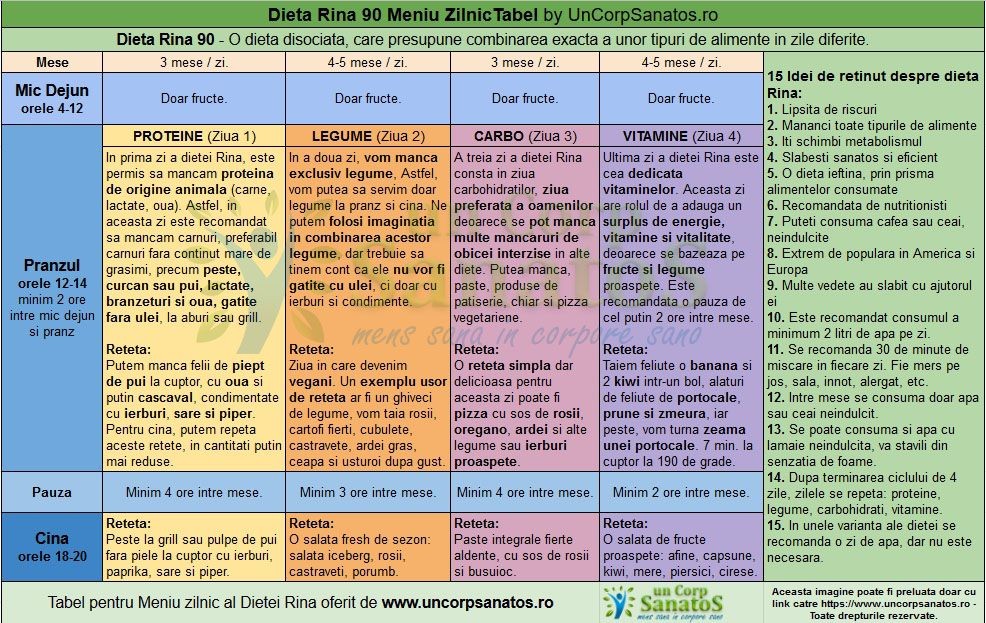 Dieta Rina 90 Meniu ZilnicTabel by UnCorpSanatos.ro
Dieta Rina 90 - O dieta disociata, care presupune combinarea exacta a unor tipuri de alimente in zile diferite.
Mese
3 mese / zi.
4-5 mese / zi.
3 mese / zi.
4-5 mese / zi.
Mic Dejun
orele 4-12
Doar fructe.
Doar fructe.
Doar fructe.
Doar fructe.
Pranzul
orele 12-14
minim 2 ore
intre mic dejun
si pranz
PROTEINE (Ziua 1)
In prima zi a dietei Rina, este
permis sa mancam proteina
de origine animala (carne,
lactate, oua). Astfel, in
aceasta zi este recomandat
sa mancam carnuri, preferabil
carnuri fara continut mare de
grasimi, precum peste,
curcan sau pui, lactate,
branzeturi si oua, gatite
fara ulei, la aburi sau grill.
Reteta:
Putem manca felii de piept
de pui la cuptor, cu oua si
putin cascaval, condimentate
cu ierburi, sare si piper.
Pentru cina, putem repeta
aceste retete, in cantitati putin
mai reduse.
LEGUME (Ziua 2)
In a doua zi, vom manca
exclusiv legume, Astfel,
vom putea sa servim doar
legume la pranz si cina. Ne
putem folosi imaginatia
in combinarea acestor
legume, dar trebuie sa
tinem cont ca ele nu vor fi
gatite cu ulei, ci doar cu
ierburi si condimente.
Reteta:
Ziua in care devenim
vegani. Un exemplu usor
de reteta ar fi un ghiveci
de legume, vom taia rosii,
cartofi fierti, cubulete,
castravete, ardei gras,
ceapa si usturoi dupa gust.
CARBO (Ziua 3)
A treia zi a dietei Rina
consta in ziua
carbohidratilor, ziua
preferata a oamenilor
deoarece se pot manca
multe mancaruri de
obicei interzise in alte
diete. Putea manca,
paste, produse de
patiserie, chiar si pizza
vegetariene.
Reteta:
O reteta simpla dar
delicioasa pentru
aceasta zi poate fi
pizza cu sos de rosii,
oregano, ardei si alte
legume sau ierburi
proaspete.
VITAMINE (Ziua 4)
Ultima zi a dietei Rina este
cea dedicata
vitaminelor. Aceasta zi
are rolul de a adauga un
surplus de energie,
vitamine si vitalitate,
deoarece se bazeaza pe
fructe si legume
proaspete. Este
recomandata o pauza de
cel putin 2 ore intre mese.
Reteta:
Taiem feliute o banana si
2 kiwi intr-un bol, alaturi
de feliute de portocale,
prune si zmeura, iar
peste, vom turna zeama
unei portocale. 7 min. la
cuptor la 190 de grade.
Pauza
Minim 4 ore intre mese.
Minim 3 ore intre mese.
Minim 4 ore intre mese.
Minim 2 ore intre mese.
Cina
orele 18-20
Reteta:
Peste la grill sau pulpe de pui
fara piele la cuptor cu ierburi,
paprika, sare si piper.
Reteta:
O salata fresh de sezon:
salata iceberg, rosii,
castraveti, porumb.
Reteta:
Paste integrale fierte
aldente, cu sos de rosii
si busuioc.
Reteta:
O salata de fructe
proaspete: afine, capsune,
kiwi, mere, piersici, cirese.
15 Idei de retinut despre dieta
Rina:
1. Lipsita de riscuri
2. Mananci toate tipurile de alimente
3. Iti schimbi metabolismul
4. Slabesti sanatos si eficient
5. O dieta ieftina, prin prisma
alimentelor consumate
6. Recomandata de nutritionisti
7. Puteti consuma cafea sau ceai,
neindulcite
8. Extrem de populara in America si
Europa
9. Multe vedete au slabit cu ajutorul
ei
10. Este recomandat consumul a
minimum 2 litri de apa pe zi.
11. Se recomanda 30 de minute de
miscare in fiecare zi. Fie mers pe
jos, sala, innot, alergat, etc.
12. Intre mese se consuma doar apa
sau ceai neindulcit.
13. Se poate consuma si apa cu
lamaie neindulcita, va stavili din
senzatia de foame.
14. Dupa terminarea ciclului de 4
zile, zilele se repeta: proteine,
legume, carbohidrati, vitamine.
15. In unele varianta ale dietei se
recomanda o zi de apa, dar nu este
necesara.
un Corp
SanatoS
mens sana in corpore sano
Tabel pentru Meniu zilnic al Dietei Rina oferit de www.uncorpsanatos.ro
un Corp
SanatoS
mens sana in corpore sano
Aceasta imagine poate fi preluata doar cu
link catre https://www.uncorpsanatos.ro -
Toate drepturile rezervate.